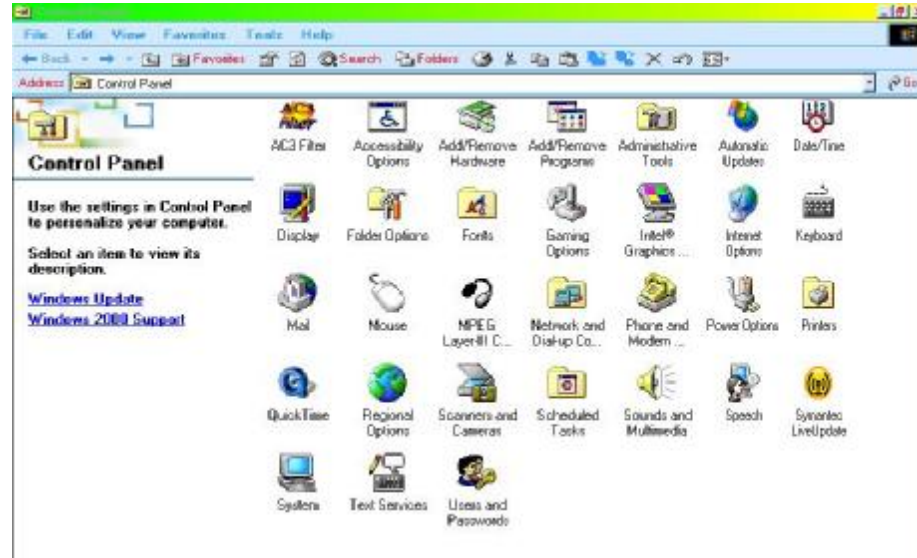 File Edit View Favorites Tools Help
Back Favorites Search Folders
Address Control Panel Go
Control Panel
Use the settings in Control Panel
to personalize your computer.
Select an item to view its
description.
Windows Update
Windows 2000 Support
AC3 Filter
Accessibility
Options
Add/Remove
Hardware
Add/Remove
Programs
Administrative
Tools
Automatic
Updates
Date/Time
Display
Folder Options
Fonts
Gaming
Options
Intel®
Graphics ...
Internet
Options
Keyboard
Mail
Mouse
MPEG
Layer-III C...
Network and
Dial-up Co...
Phone and
Modem ...
Power Options
Printers
QuickTime
Regional
Options
Scanners and
Cameras
Scheduled
Tasks
Sounds and
Multimedia
Speech
Symantec
LiveUpdate
System
Text Services
Users and
Passwords